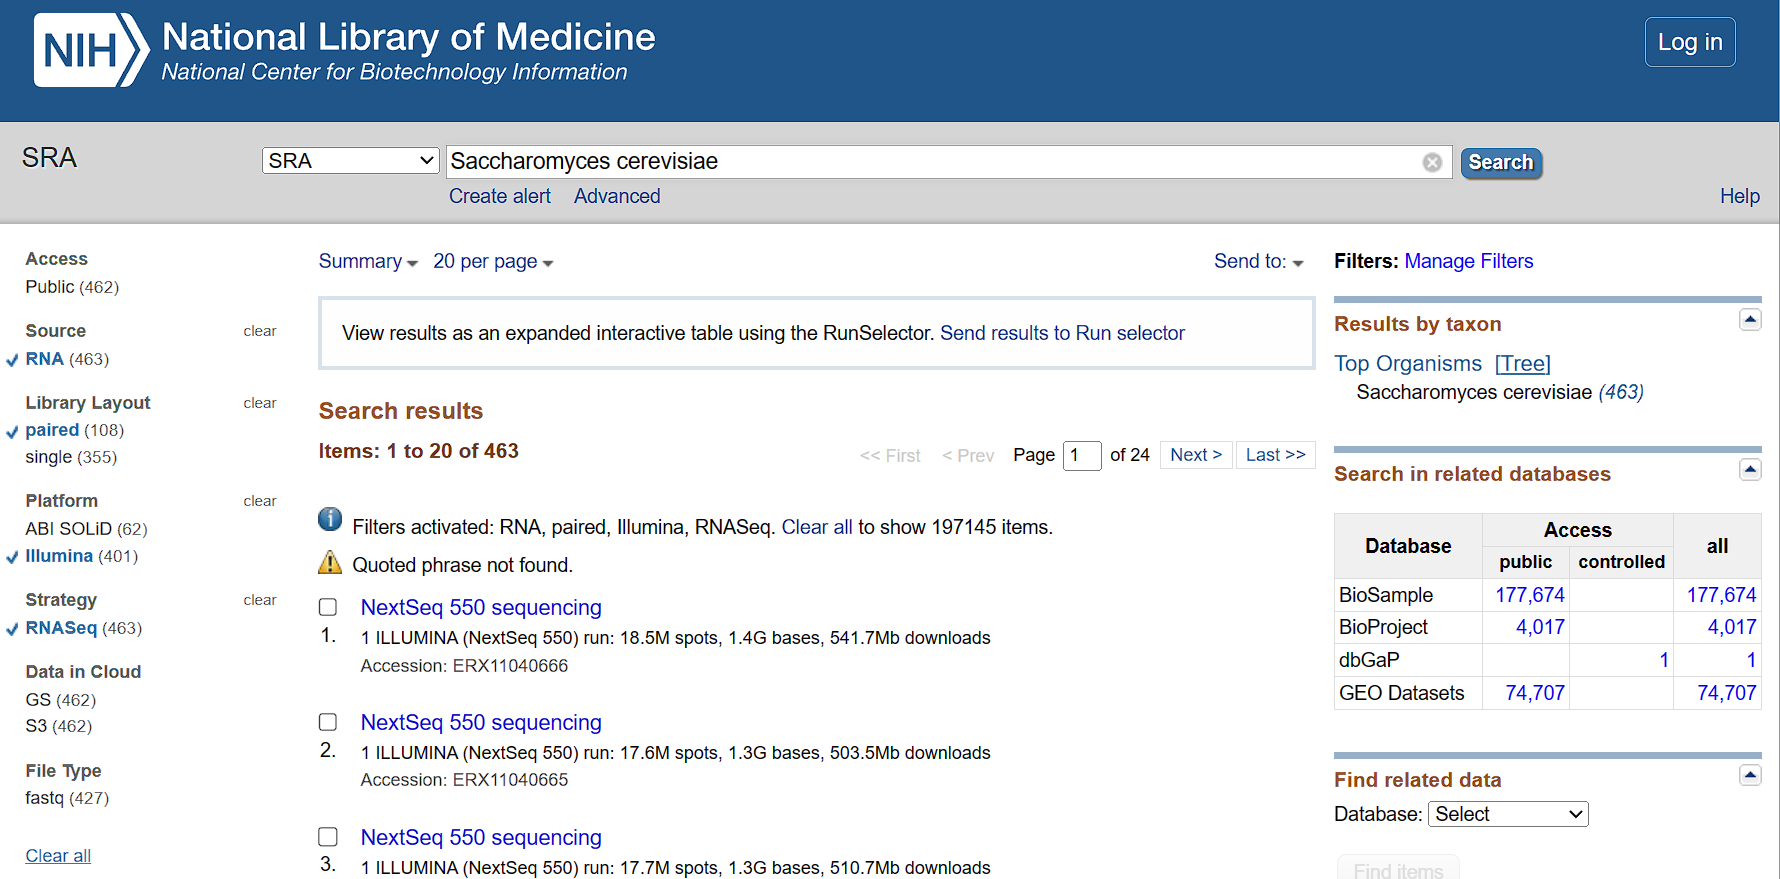 NIH National Library of Medicine
National Center for Biotechnology Information
Log in
SRA
SRA
Saccharomyces cerevisiae
Search
Create alert Advanced
Help
Access
Public (462)
Source clear
RNA (463)
Library Layout clear
paired (108)
single (355)
Platform clear
ABI SOLiD (62)
Illumina (401)
Strategy clear
RNASeq (463)
Data in Cloud
GS (462)
S3 (462)
File Type
fastq (427)
Clear all
Summary 20 per page
Send to:
View results as an expanded interactive table using the RunSelector. Send results to Run selector
Search results
Items: 1 to 20 of 463
<< First < Prev Page 1 of 24 Next > Last >>
Filters activated: RNA, paired, Illumina, RNASeq. Clear all to show 197145 items.
Quoted phrase not found.
NextSeq 550 sequencing
1. 1 ILLUMINA (NextSeq 550) run: 18.5M spots, 1.4G bases, 541.7Mb downloads
Accession: ERX11040666
NextSeq 550 sequencing
2. 1 ILLUMINA (NextSeq 550) run: 17.6M spots, 1.3G bases, 503.5Mb downloads
Accession: ERX11040665
NextSeq 550 sequencing
3. 1 ILLUMINA (NextSeq 550) run: 17.7M spots, 1.3G bases, 510.7Mb downloads
Filters: Manage Filters
Results by taxon
Top Organisms [Tree]
Saccharomyces cerevisiae (463)
Search in related databases
Database Access all
public controlled
BioSample 177,674 177,674
BioProject 4,017 4,017
dbGaP 1 1
GEO Datasets 74,707 74,707
Find related data
Database: Select
Find items